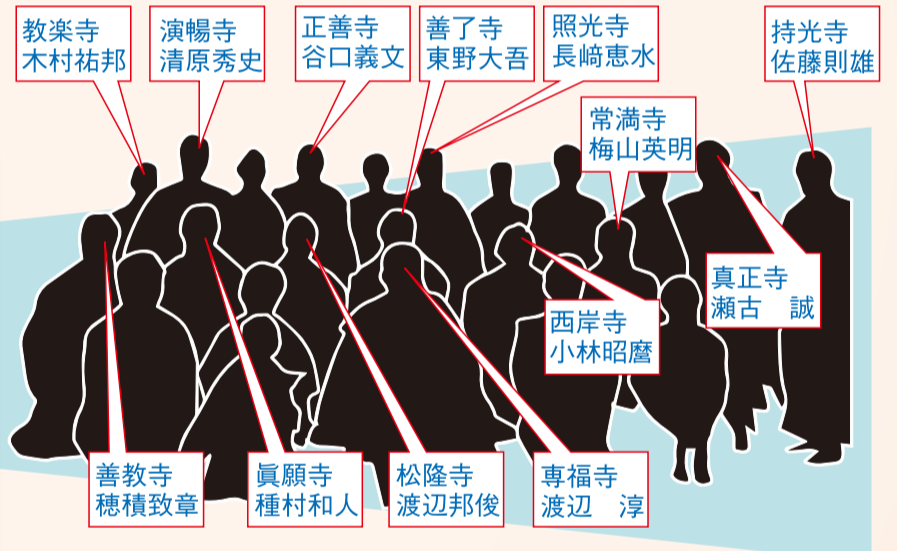 教楽寺
木村祐邦
演暢寺
清原秀史
正善寺
谷口義文
善了寺
東野大吾
照光寺
長﨑恵水
持光寺
佐藤則雄
常満寺
梅山英明
真正寺
瀬古　誠
西岸寺
小林昭麿
善教寺
穂積致章
眞願寺
種村和人
松隆寺
渡辺邦俊
専福寺
渡辺　淳